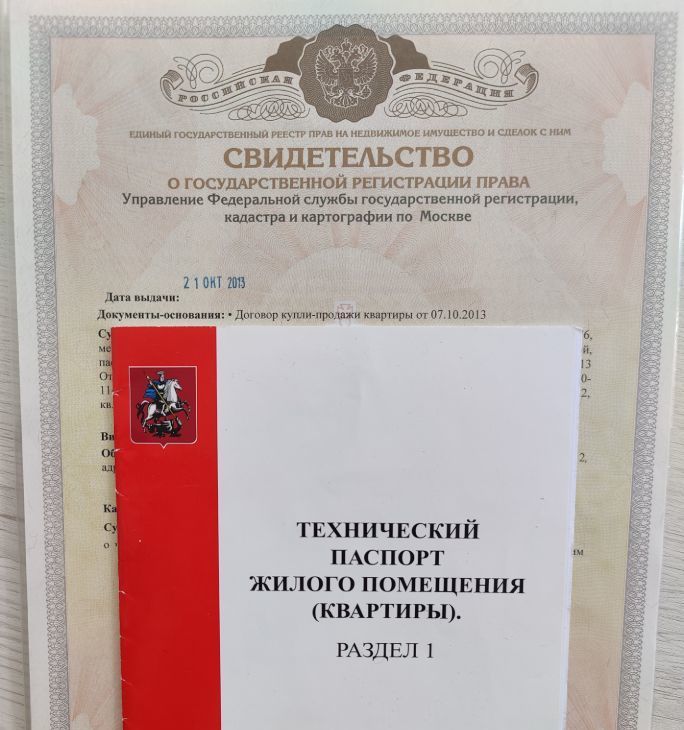 РОССИЙСКАЯ ФЕДЕРАЦИЯ
ЕДИНЫЙ ГОСУДАРСТВЕННЫЙ РЕЕСТР ПРАВ НА НЕДВИЖИМОЕ ИМУЩЕСТВО И СДЕЛОК С НИМ
СВИДЕТЕЛЬСТВО
О ГОСУДАРСТВЕННОЙ РЕГИСТРАЦИИ ПРАВА
Управление Федеральной службы государственной регистрации,
кадастра и картографии по Москве
21 ОКТ 2013
Дата выдачи:
Документы-основания: • Договор купли-продажи квартиры от 07.10.2013
ТЕХНИЧЕСКИЙ
ПАСПОРТ
ЖИЛОГО ПОМЕЩЕНИЯ
(КВАРТИРЫ).
РАЗДЕЛ 1